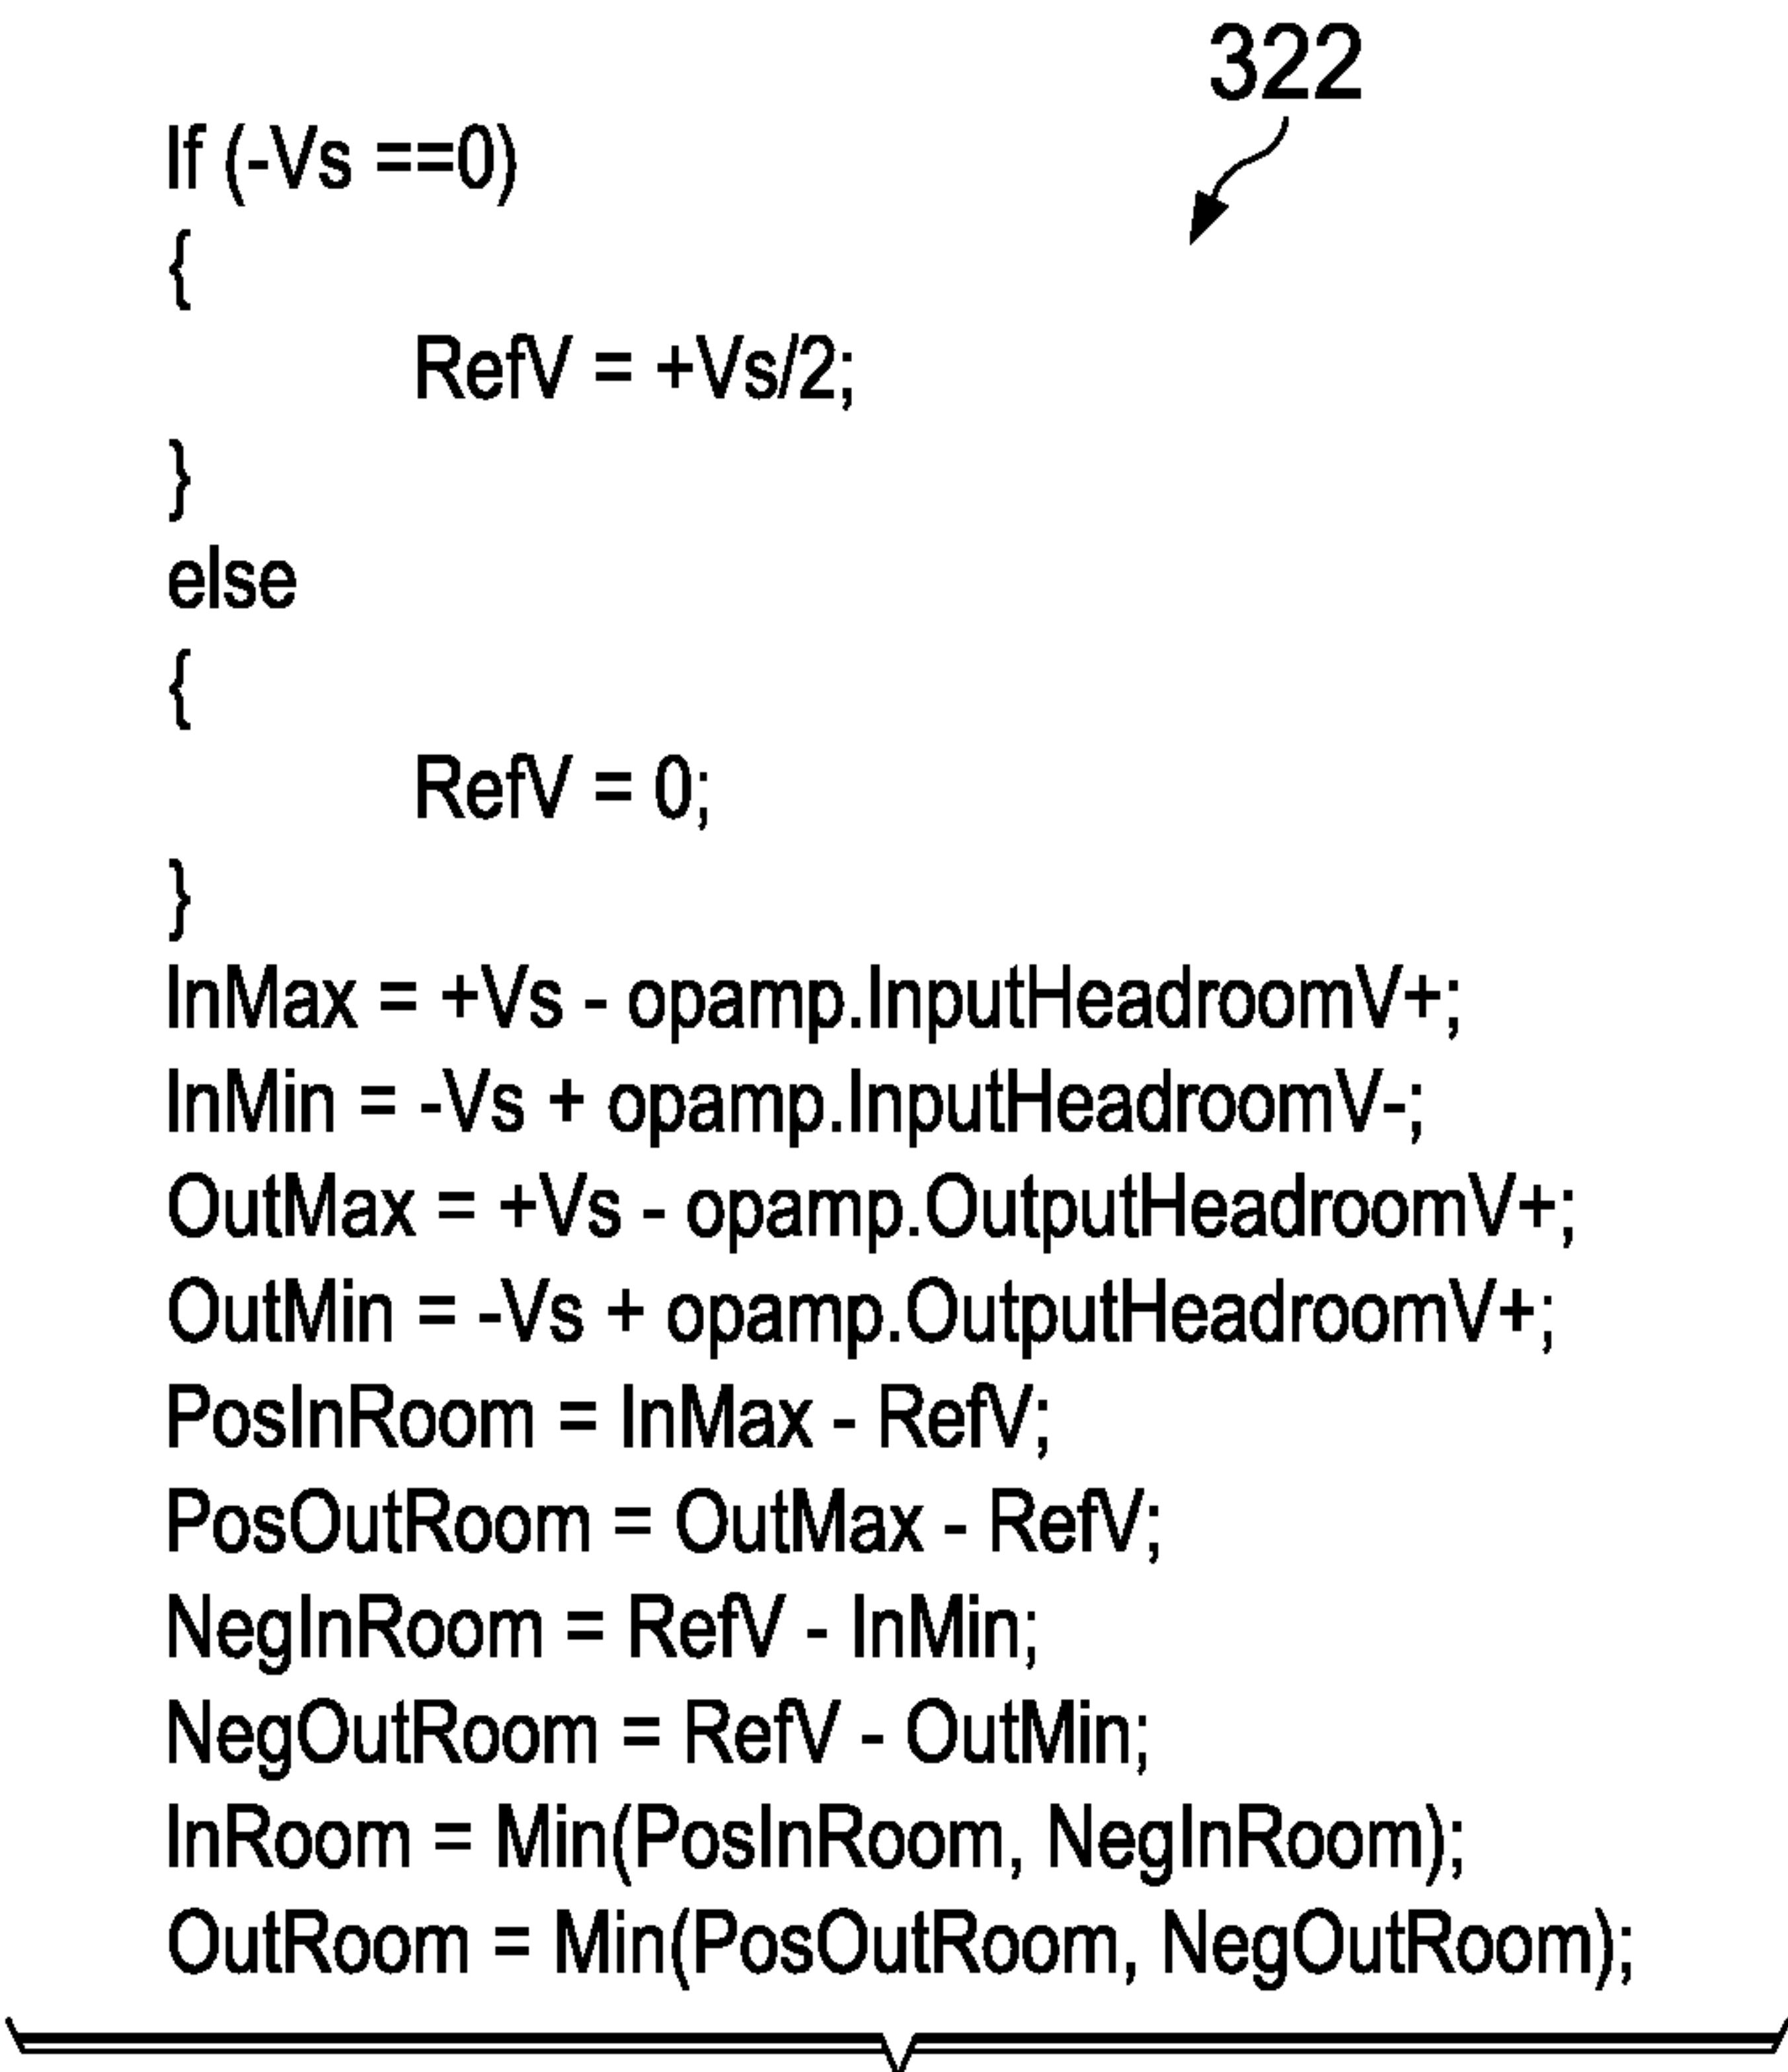 322
If (-Vs ==0)
{
RefV = +Vs/2;
}
else
{
RefV = 0;
}
InMax = +Vs - opamp.InputHeadroomV+;
InMin = -Vs + opamp.InputHeadroomV-;
OutMax = +Vs - opamp.OutputHeadroomV+;
OutMin = -Vs + opamp.OutputHeadroomV+;
PosInRoom = InMax - RefV;
PosOutRoom = OutMax - RefV;
NegInRoom = RefV - InMin;
NegOutRoom = RefV - OutMin;
InRoom = Min(PosInRoom, NegInRoom);
OutRoom = Min(PosOutRoom, NegOutRoom);